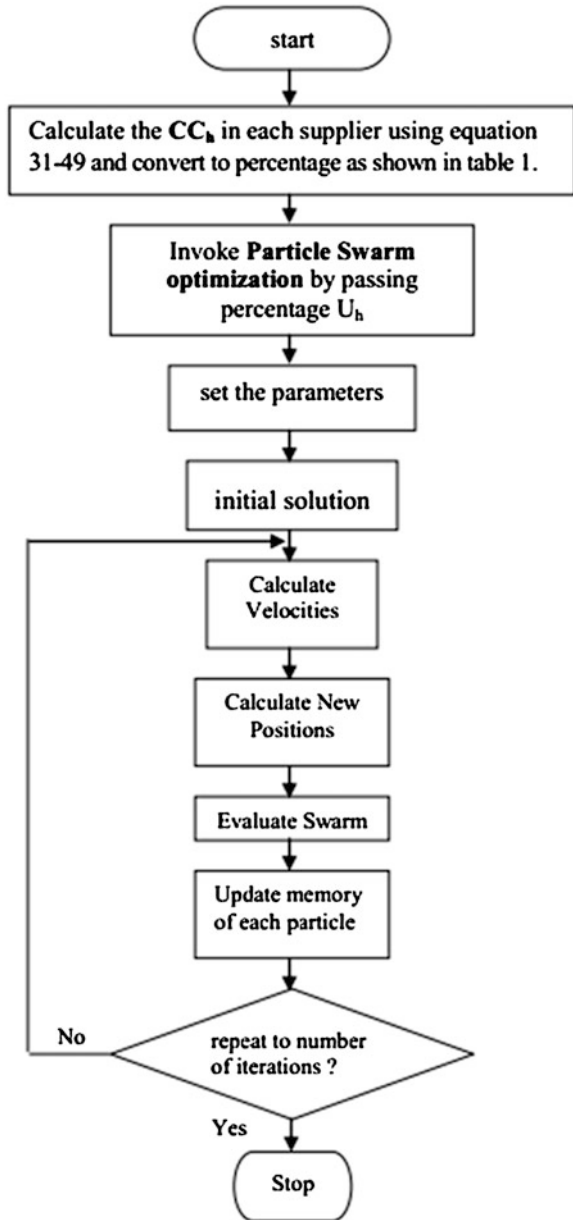 start
Calculate the CCh in each supplier using equation
31-49 and convert to percentage as shown in table 1.
Invoke Particle Swarm
optimization by passing
percentage Uh
set the parameters
initial solution
Calculate
Velocities
Calculate New
Positions
Evaluate Swarm
Update memory
of each particle
No
repeat to number
of iterations ?
Yes
Stop